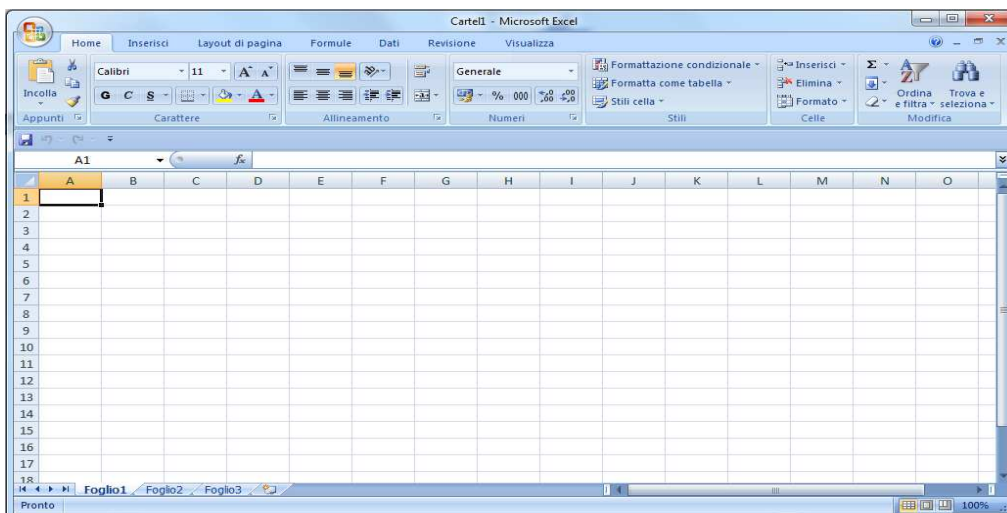 Cartel1 - Microsoft Excel
Home Inserisci Layout di pagina Formule Dati Revisione Visualizza
Incolla
Calibri 11 A A
G C S A
Generale
% 000
Formattazione condizionale
Formatta come tabella
Stili cella
Inserisci
Elimina
Formato
Σ
Ordina e filtra
Trova e seleziona
Appunti Carattere Allineamento Numeri Stili Celle Modifica
A1 fx
A B C D E F G H I J K L M N O
1
2
3
4
5
6
7
8
9
10
11
12
13
14
15
16
17
18
Foglio1 Foglio2 Foglio3
Pronto 100%